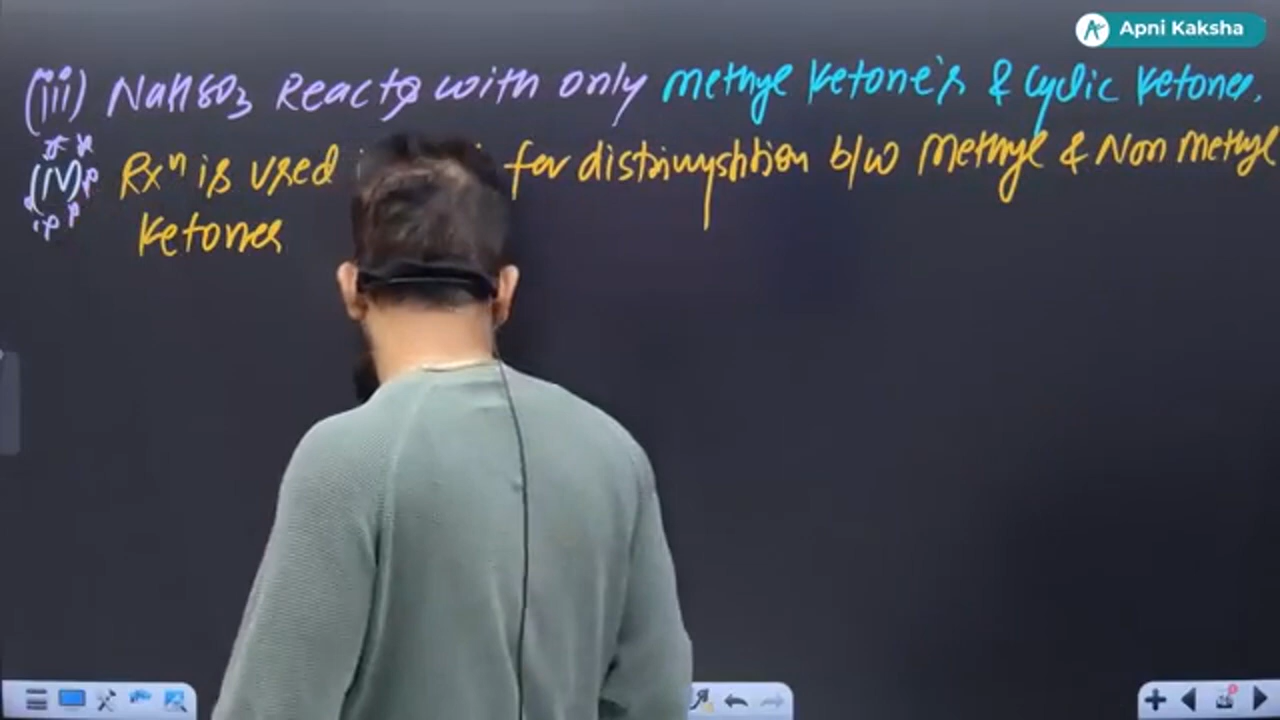 Apni Kaksha
(iii) NaHSO3 Reacts with only Methyl Ketone's & Cyclic Ketones.
(IV) Rxⁿ is used for distinuyshtion b/w Methyl & Non Methyl
Ketones